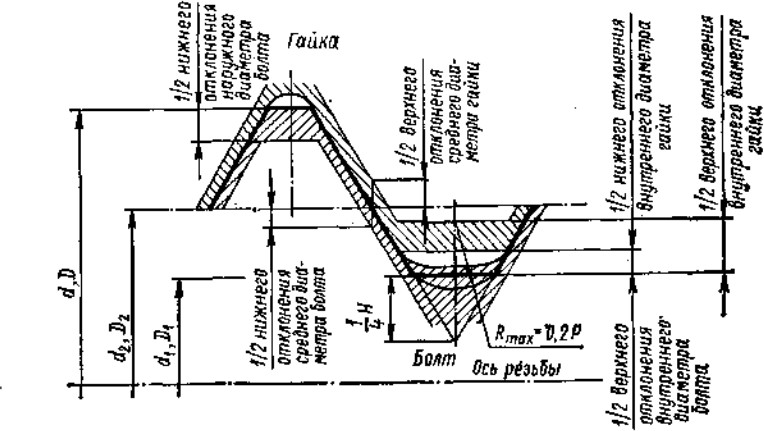 1/2 нижнего
отклонения
наружного
диаметра
болта
Гайка
1/2 верхнего
отклонения
среднего диа-
метра гайки
1/2 нижнего отклонения
внутреннего диаметра
гайки
1/2 верхнего отклонения
внутреннего диаметра
гайки
d,D
d₂,D₂
d₁,D₁
1/2 нижнего
отклонения
среднего диа-
метра болта
1/4 H
Болт
Rmax=0,2P
Ось резьбы
1/2 верхнего
отклонения
внутреннего
диаметра
болта